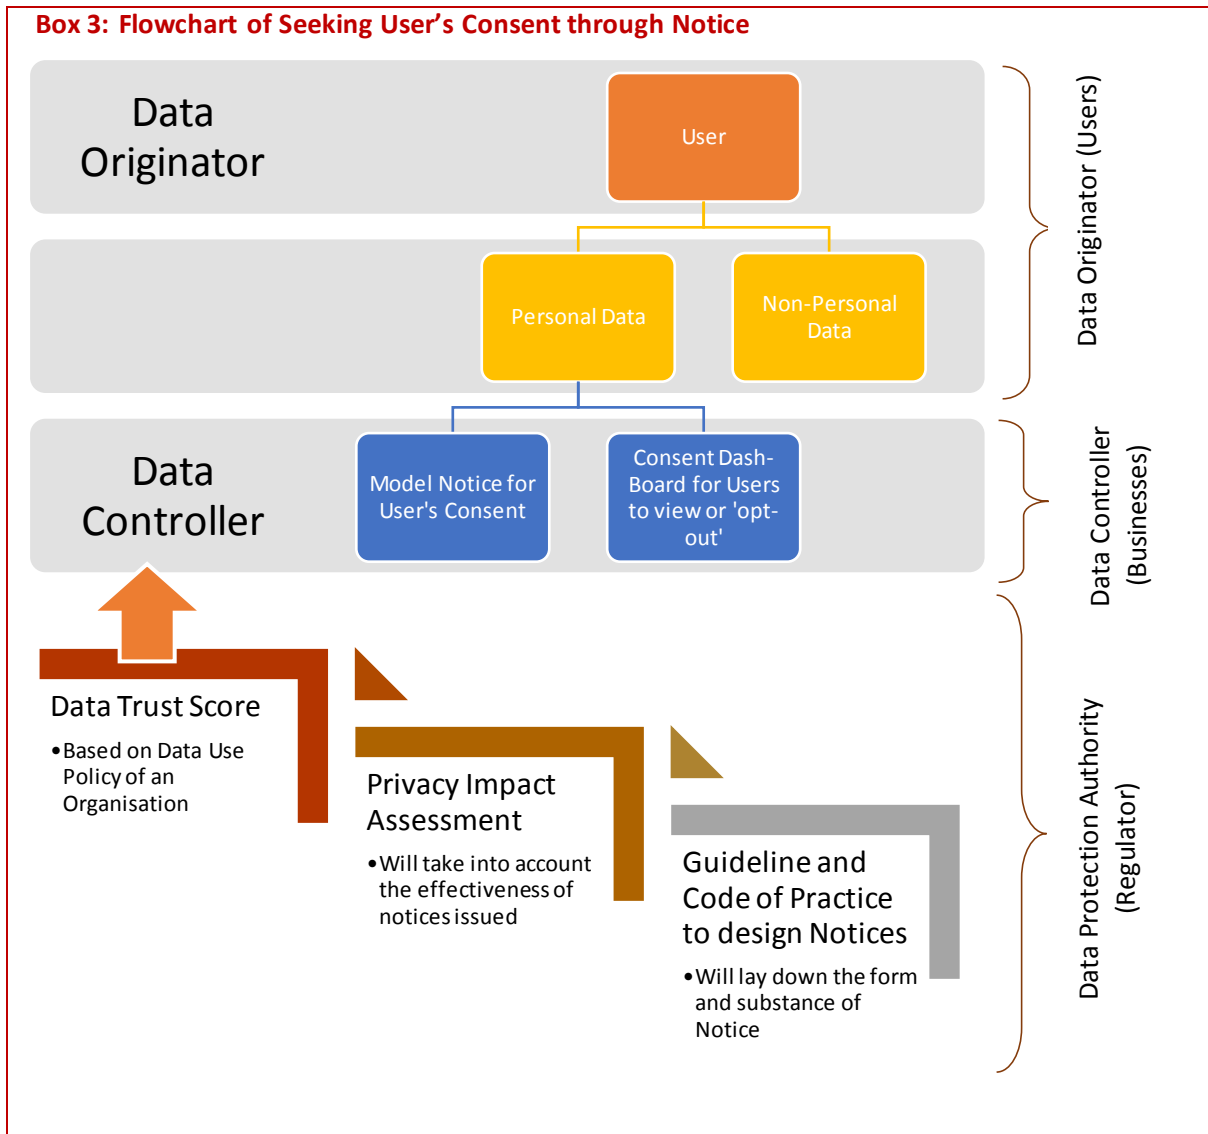 Box 3: Flowchart of Seeking User's Consent through Notice
Data
Originator
User
Data Originator (Users)
Personal Data
Non-Personal
Data
Data
Controller
Model Notice for
User's Consent
Consent Dash-
Board for Users
to view or 'opt-
out'
Data Controller
(Businesses)
Data Trust Score
•Based on Data Use
Policy of an
Organisation
Privacy Impact
Assessment
•Will take into account
the effectiveness of
notices issued
Guideline and
Code of Practice
to design Notices
•Will lay down the form
and substance of
Notice
Data Protection Authority
(Regulator)